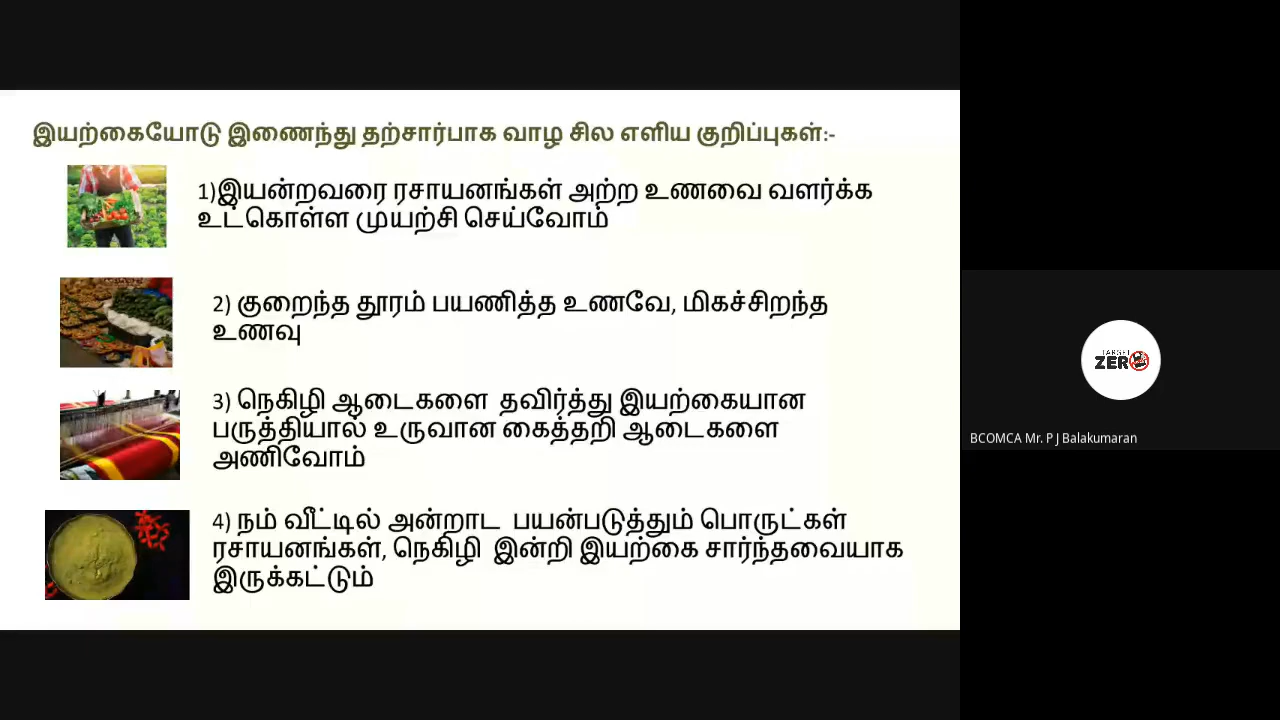 இயற்கையோடு இணைந்து தற்சார்பாக வாழ சில எளிய குறிப்புகள்:-
1)இயன்றவரை ரசாயனங்கள் அற்ற உணவை வளர்க்க
உட்கொள்ள முயற்சி செய்வோம்
2) குறைந்த தூரம் பயணித்த உணவே, மிகச்சிறந்த
உணவு
3) நெகிழி ஆடைகளை தவிர்த்து இயற்கையான
பருத்தியால் உருவான கைத்தறி ஆடைகளை
அணிவோம்
4) நம் வீட்டில் அன்றாட பயன்படுத்தும் பொருட்கள்
ரசாயனங்கள், நெகிழி இன்றி இயற்கை சார்ந்தவையாக
இருக்கட்டும்
TARGET
ZERO
BCOMCA Mr. P J Balakumaran